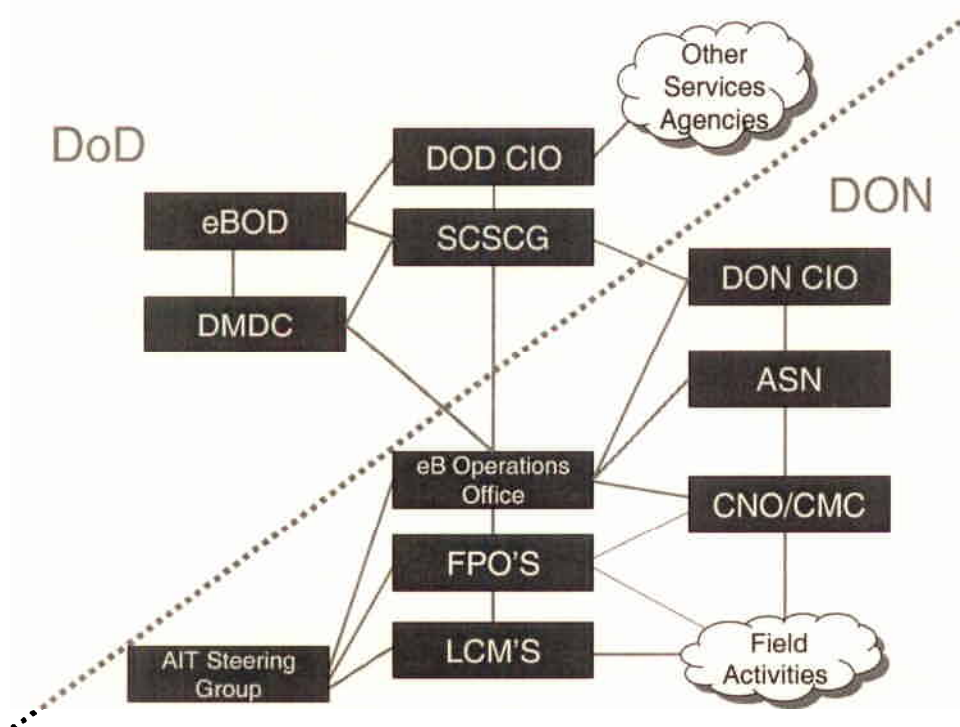 Other
Services
Agencies
DoD
DOD CIO
DON
eBOD
SCSCG
DON CIO
DMDC
ASN
eB Operations
Office
CNO/CMC
FPO'S
Field
Activities
LCM'S
AIT Steering
Group